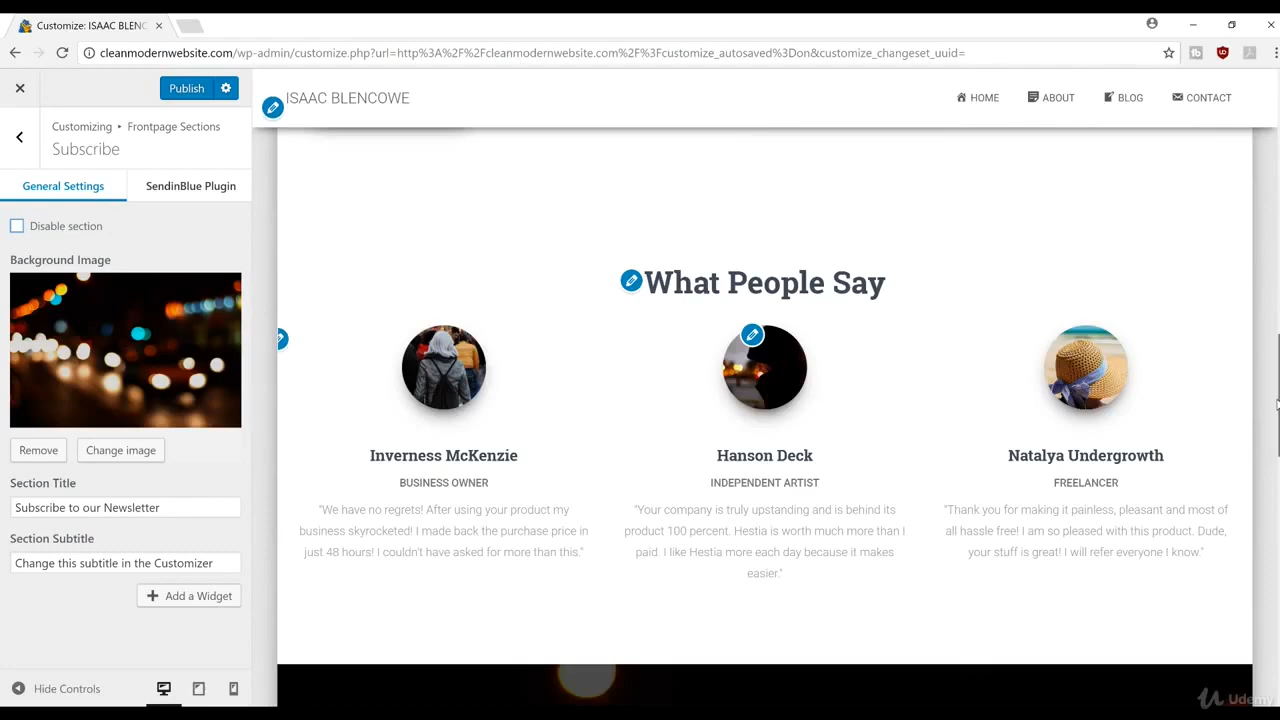 Customize: ISAAC BLENC
cleanmodernwebsite.com/wp-admin/customize.php?url=http%3A%2F%2Fcleanmodernwebsite.com%2F%3Fcustomize_autosaved%3Don&customize_changeset_uuid=
Publish
ISAAC BLENCOWE
HOME
ABOUT
BLOG
CONTACT
Customizing ▸ Frontpage Sections
Subscribe
General Settings
SendinBlue Plugin
Disable section
Background Image
Remove
Change image
Section Title
Subscribe to our Newsletter
Section Subtitle
Change this subtitle in the Customizer
Add a Widget
Hide Controls
What People Say
Inverness McKenzie
BUSINESS OWNER
"We have no regrets! After using your product my
business skyrocketed! I made back the purchase price in
just 48 hours! I couldn't have asked for more than this."
Hanson Deck
INDEPENDENT ARTIST
"Your company is truly upstanding and is behind its
product 100 percent. Hestia is worth much more than I
paid. I like Hestia more each day because it makes
easier."
Natalya Undergrowth
FREELANCER
"Thank you for making it painless, pleasant and most of
all hassle free! I am so pleased with this product. Dude,
your stuff is great! I will refer everyone I know."
Udemy